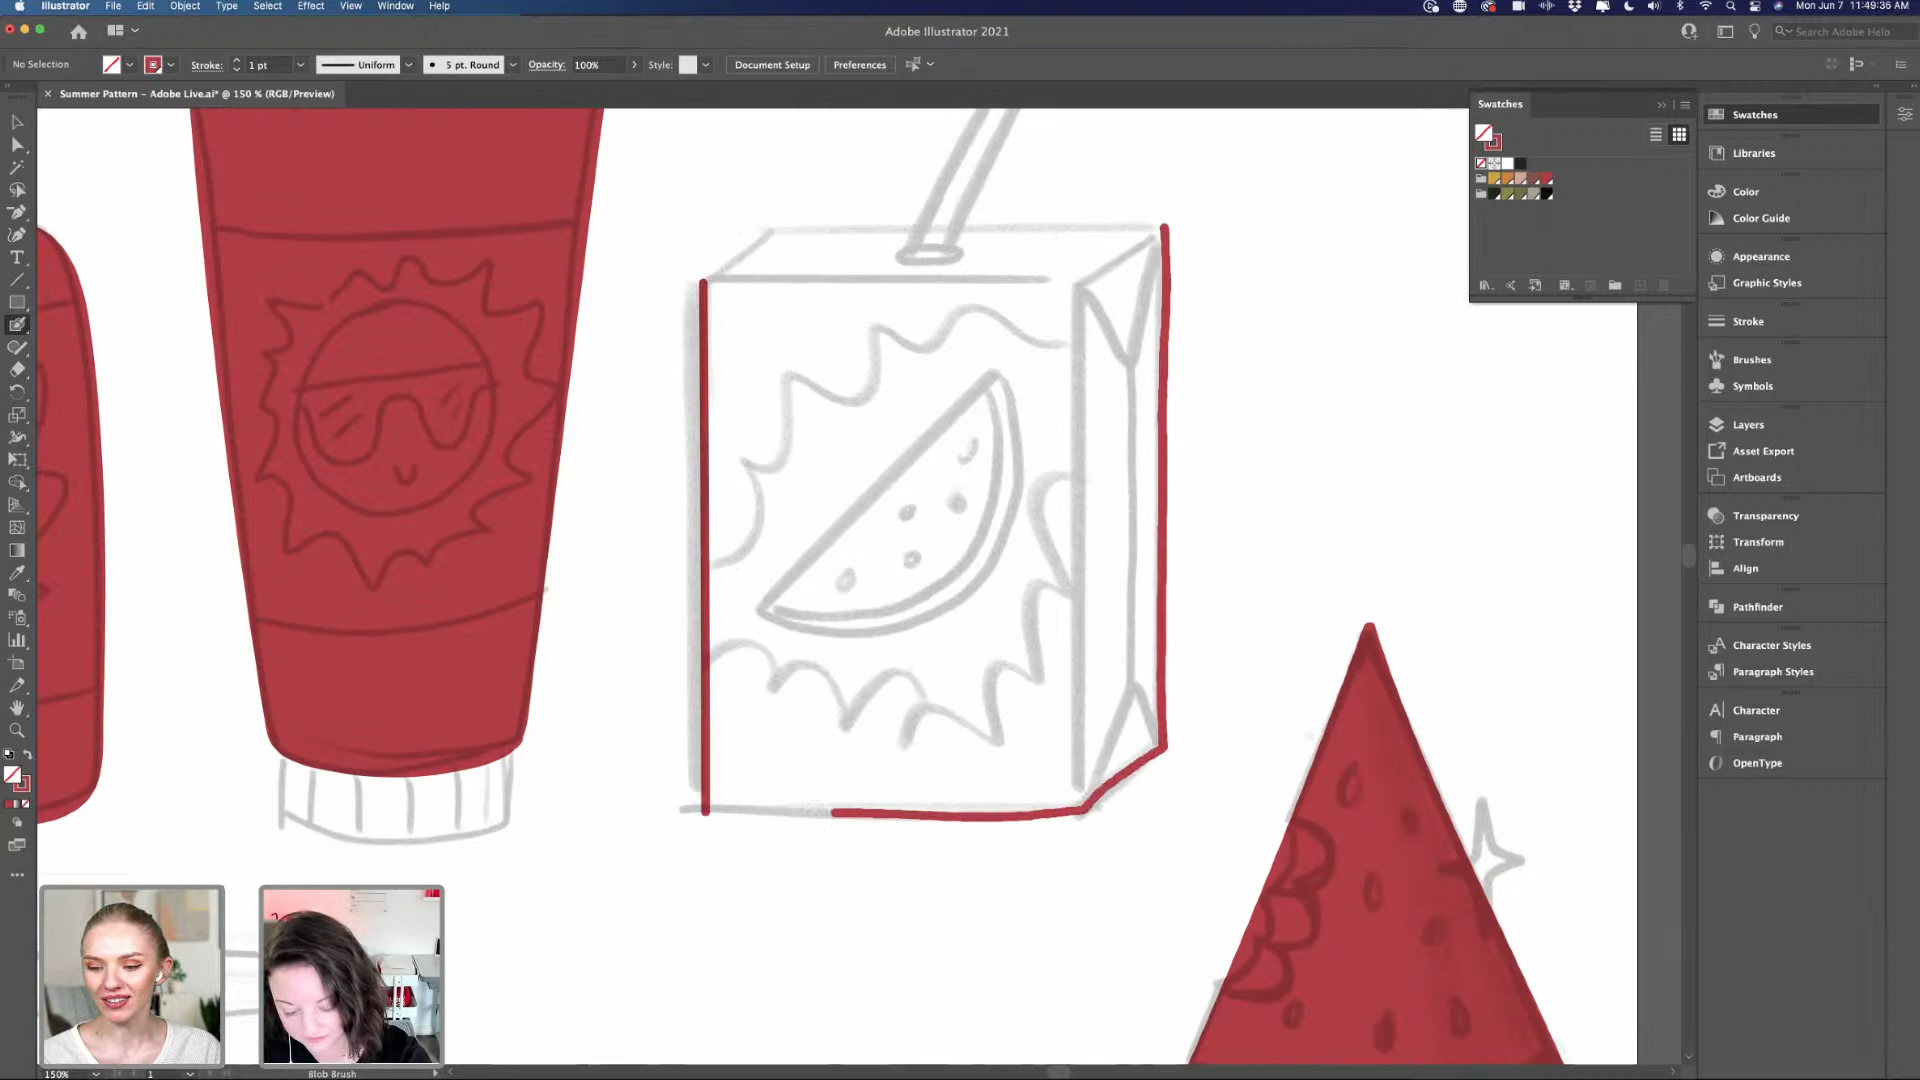 Illustrator File Edit Object Type Select Effect View Window Help
Mon Jun 7 11:49:36 AM
Adobe Illustrator 2021
Search Adobe Help
No Selection
Stroke: 1 pt
Uniform
5 pt. Round
Opacity: 100%
Style:
Document Setup
Preferences
Summer Pattern – Adobe Live.ai* @ 150 % (RGB/Preview)
Swatches
Swatches
Libraries
Color
Color Guide
Appearance
Graphic Styles
Stroke
Brushes
Symbols
Layers
Asset Export
Artboards
Transparency
Transform
Align
Pathfinder
Character Styles
Paragraph Styles
Character
Paragraph
OpenType
150%
1
Blob Brush